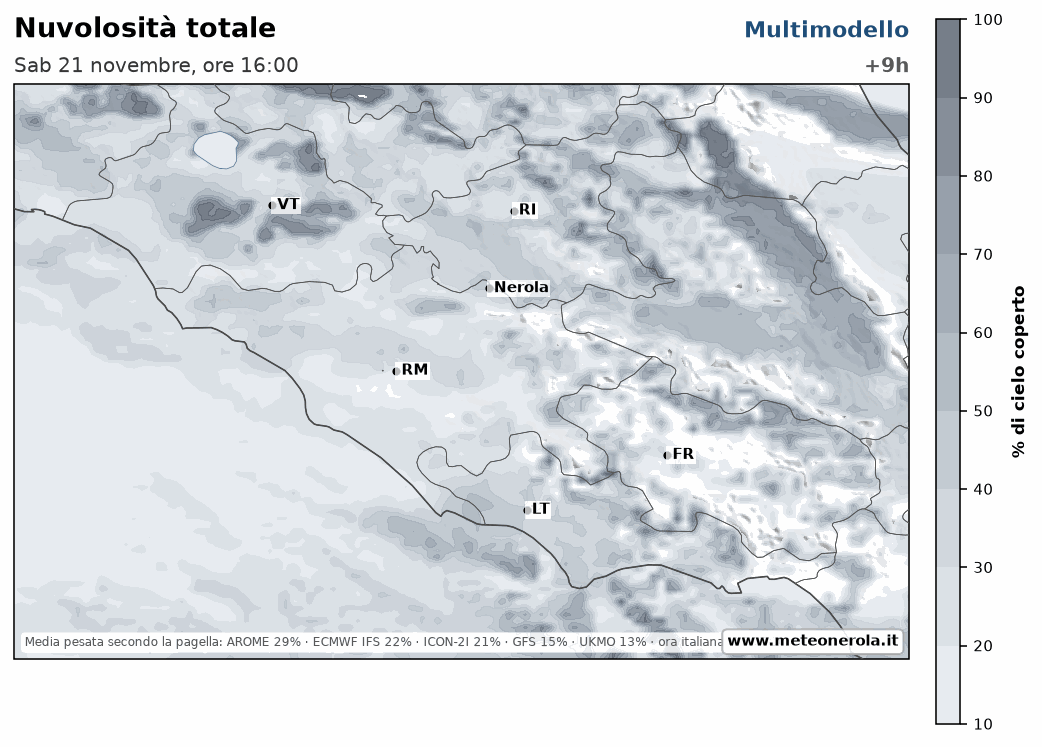 Nuvolosità totale
Multimodello
Sab 21 novembre, ore 16:00
+9h
100
90
80
70
60
50
40
30
20
10
% di cielo coperto
VT
RI
Nerola
RM
FR
LT
Media pesata secondo la pagella: AROME 29% · ECMWF IFS 22% · ICON-2I 21% · GFS 15% · UKMO 13% · ora italiana
www.meteonerola.it